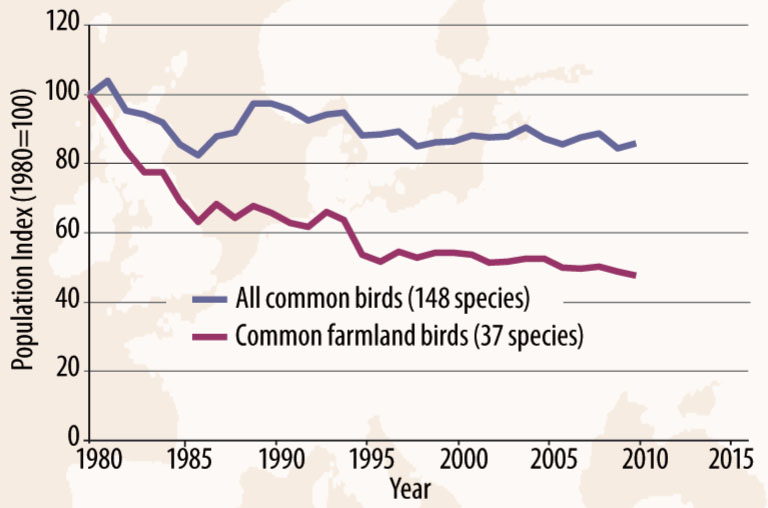 120
100
80
60
40
20
0
Population Index (1980=100)
All common birds (148 species)
Common farmland birds (37 species)
1980 1985 1990 1995 2000 2005 2010 2015
Year